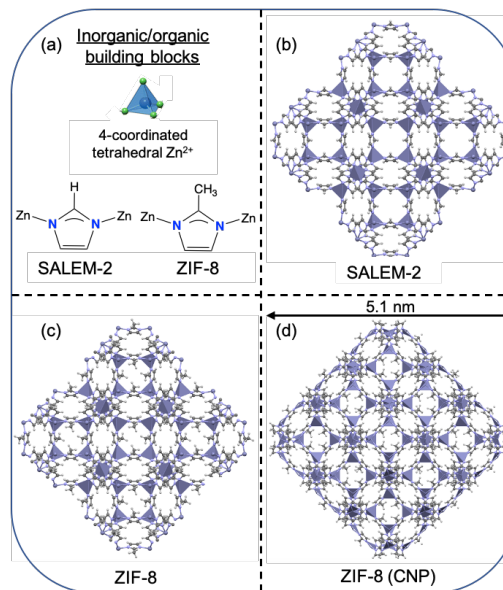 (a)
Inorganic/organic
building blocks
4-coordinated
tetrahedral Zn²⁺
H
Zn
N
N
Zn
SALEM-2
CH₃
Zn
N
N
Zn
ZIF-8
(b)
SALEM-2
(c)
ZIF-8
5.1 nm
(d)
ZIF-8 (CNP)